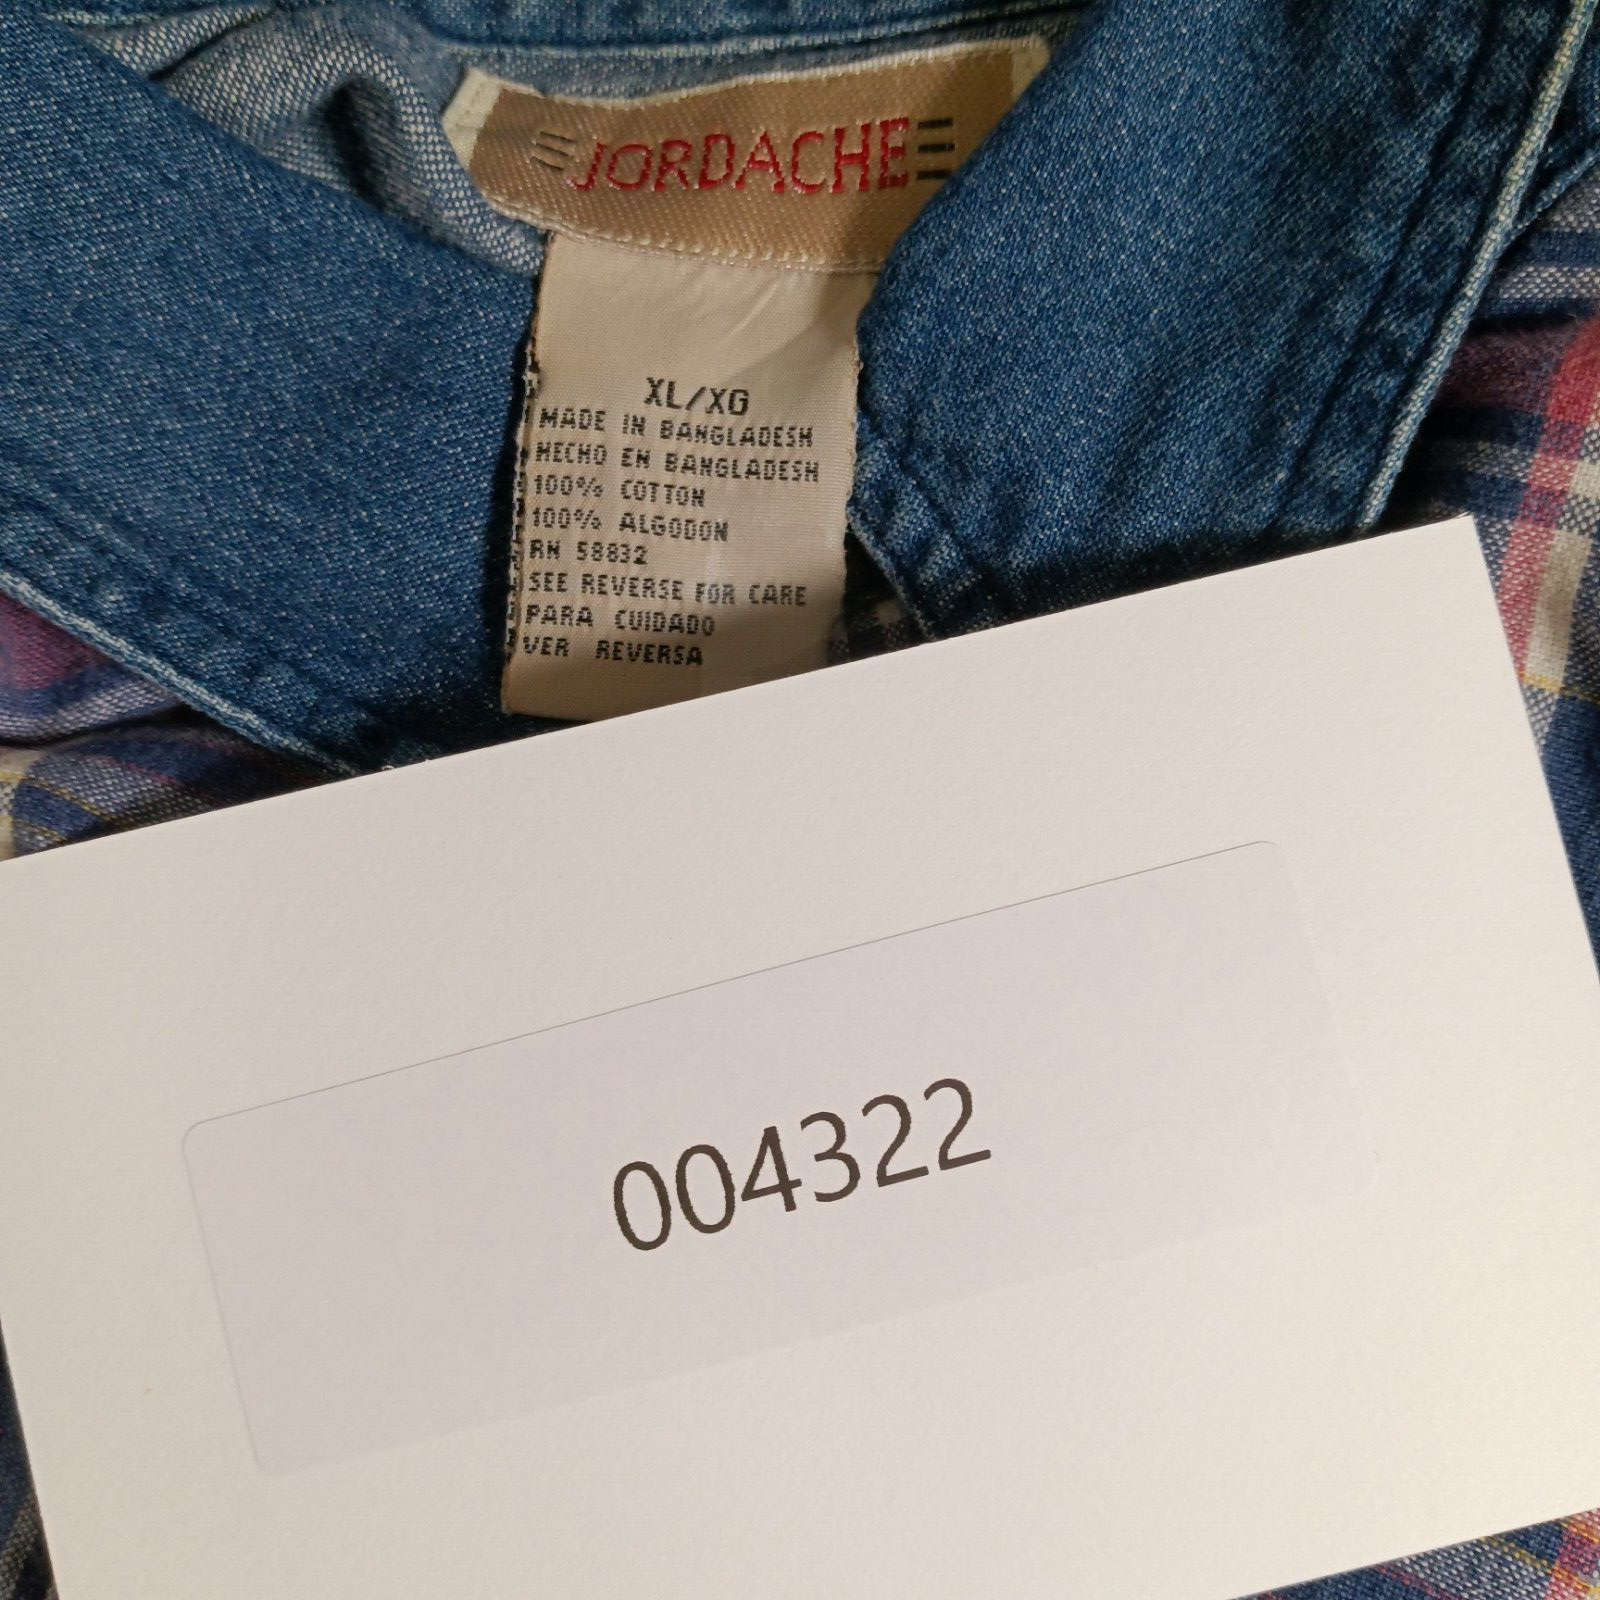 JORDACHE
XL/XG
MADE IN BANGLADESH
HECHO EN BANGLADESH
100% COTTON
100% ALGODON
RN 58832
SEE REVERSE FOR CARE
PARA CUIDADO
VER REVERSA
004322